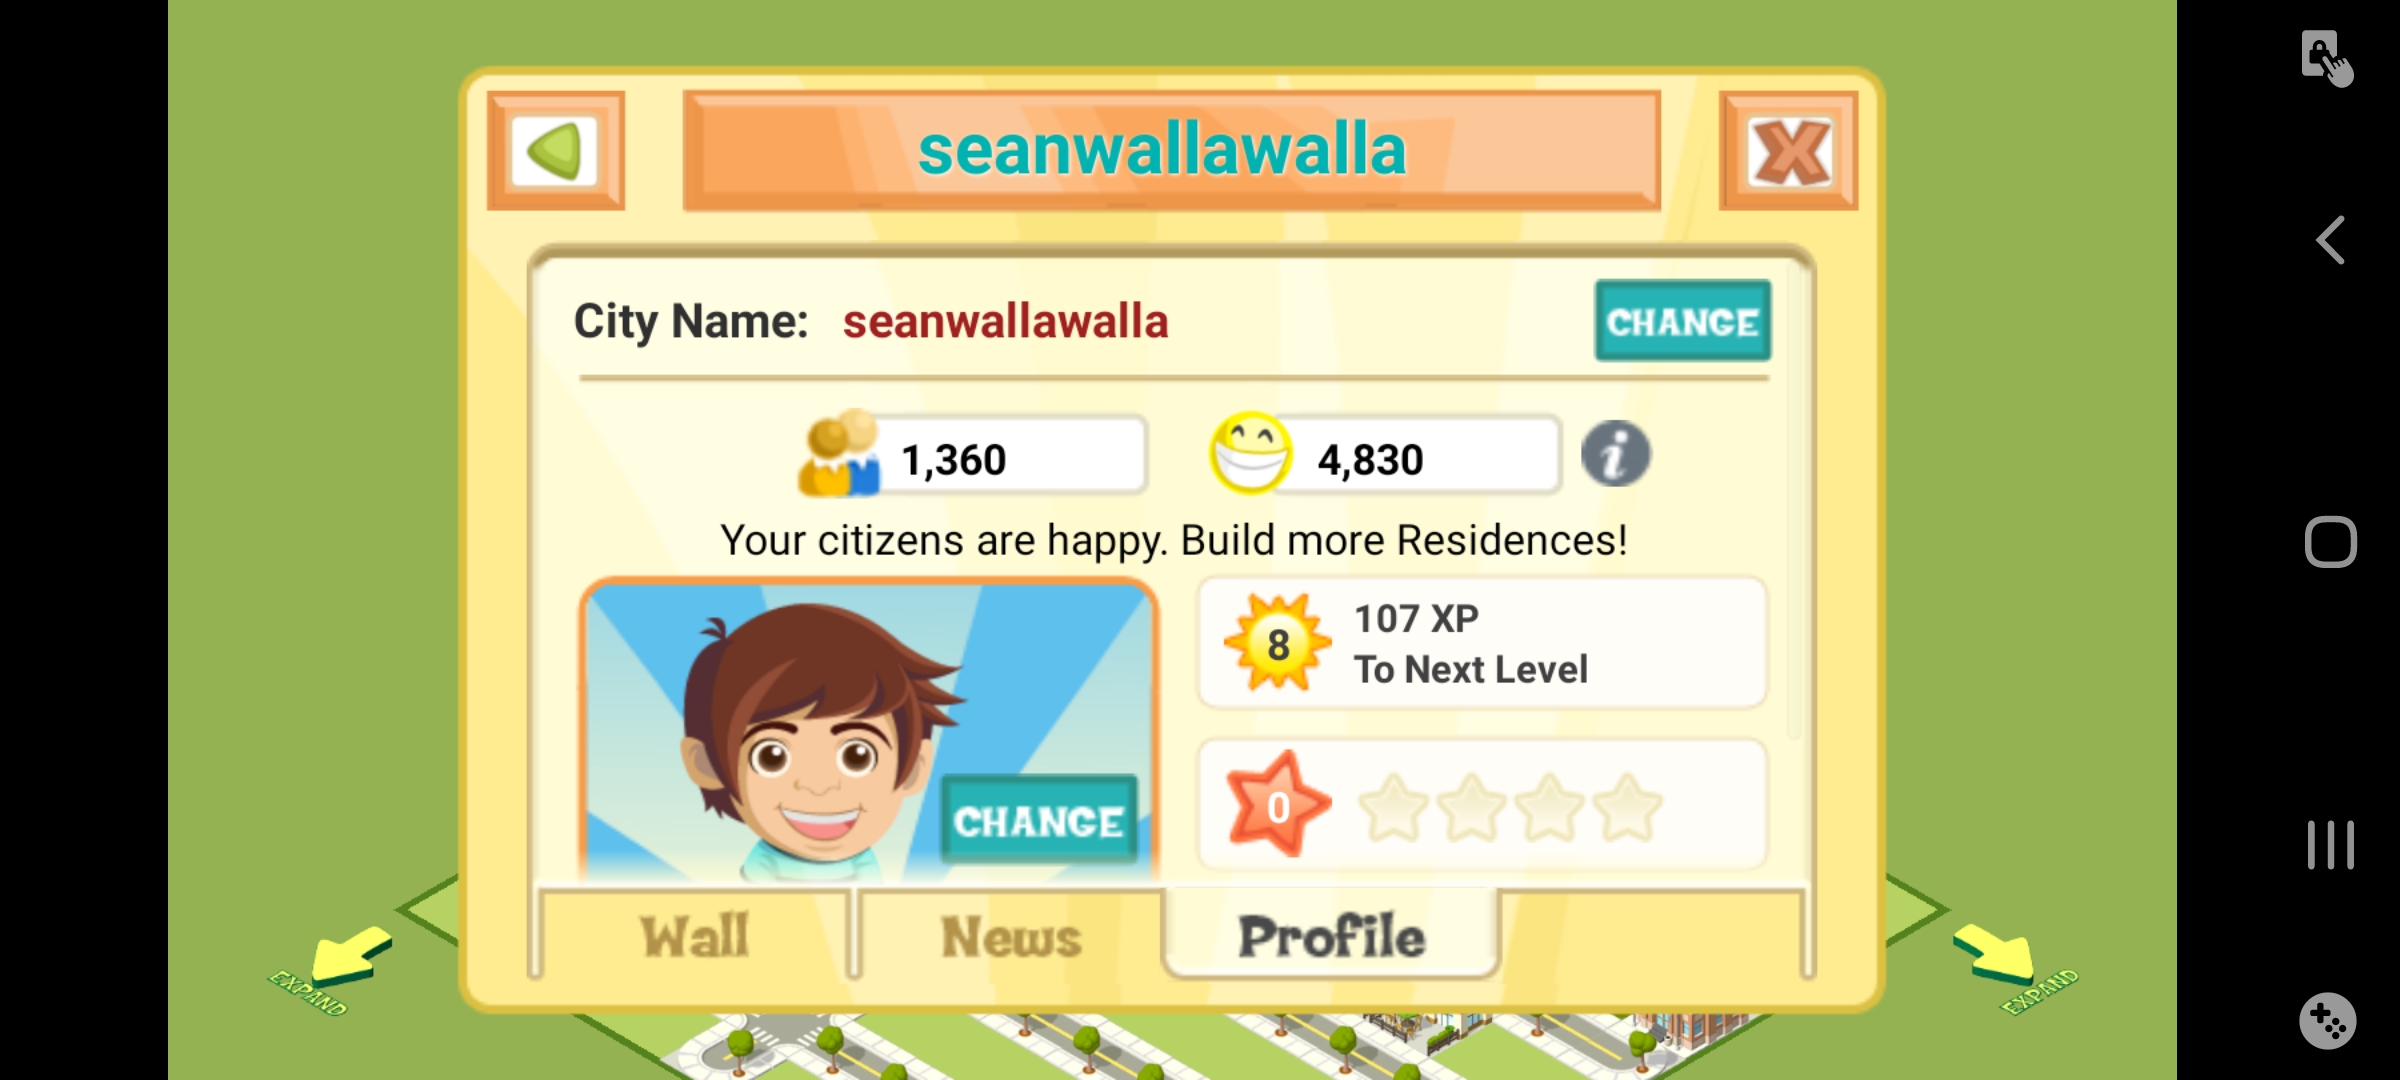 seanwallawalla
City Name: seanwallawalla
CHANGE
1,360
4,830
i
Your citizens are happy. Build more Residences!
8
107 XP
To Next Level
0
CHANGE
Wall
News
Profile
EXPAND
EXPAND